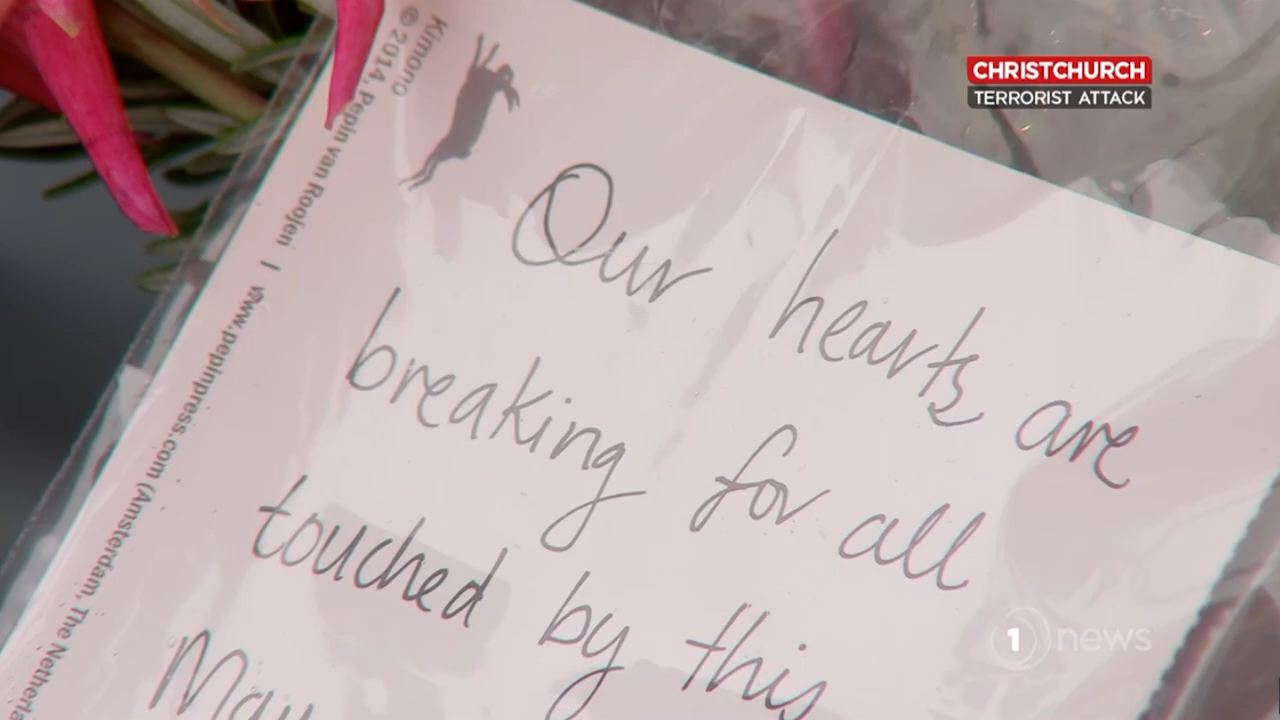 CHRISTCHURCH
TERRORIST ATTACK
Kimono
© 2014, Pepin van Roojen | www.pepinpress.com (Amsterdam, The Netherla
Our hearts are
breaking for all
touched by this
May
1 news